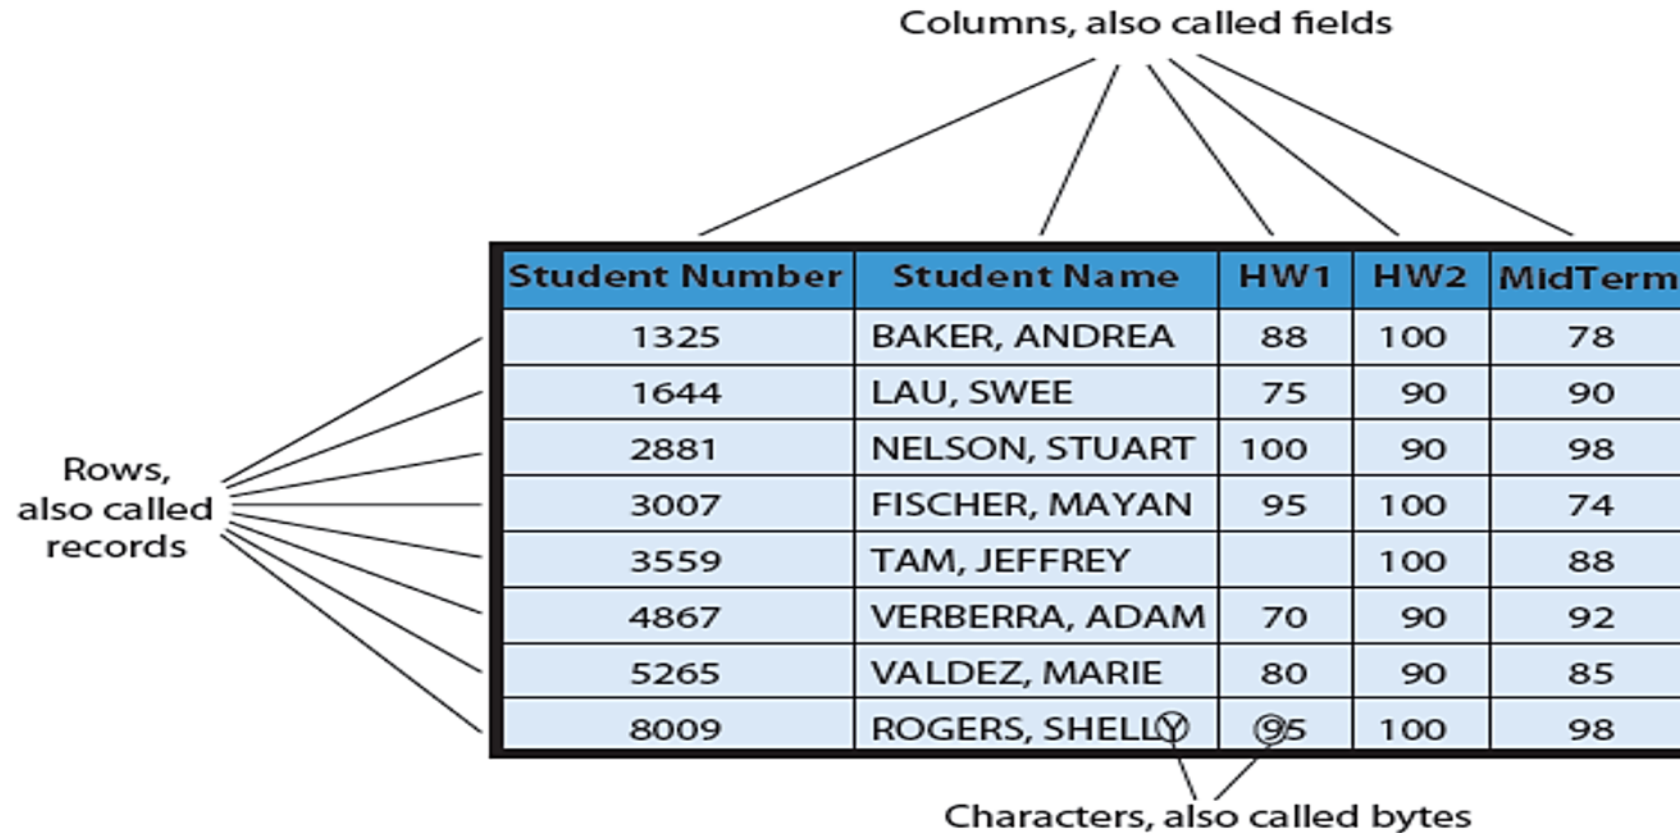 Columns, also called fields
Student Number Student Name HW1 HW2 MidTerm
1325 BAKER, ANDREA 88 100 78
1644 LAU, SWEE 75 90 90
2881 NELSON, STUART 100 90 98
3007 FISCHER, MAYAN 95 100 74
3559 TAM, JEFFREY 100 88
4867 VERBERRA, ADAM 70 90 92
5265 VALDEZ, MARIE 80 90 85
8009 ROGERS, SHELLY 95 100 98
Rows,
also called
records
Characters, also called bytes